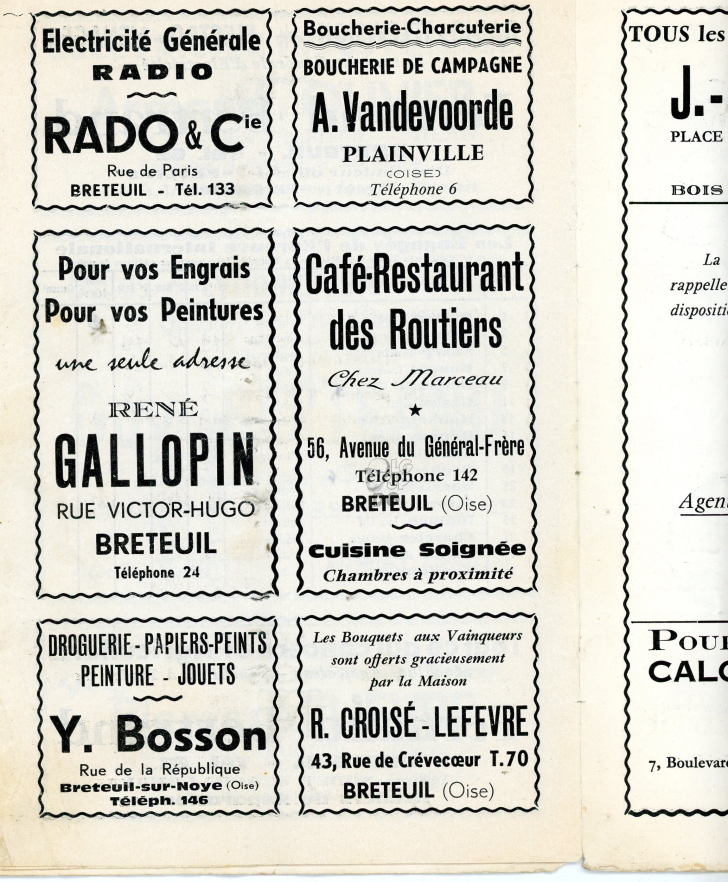 Electricité Générale
RADIO
RADO & Cie
Rue de Paris
BRETEUIL - Tél. 133
Boucherie-Charcuterie
BOUCHERIE DE CAMPAGNE
A. Vandevoorde
PLAINVILLE
(OISE)
Téléphone 6
Pour vos Engrais
Pour vos Peintures
une seule adresse
RENÉ
GALLOPIN
RUE VICTOR-HUGO
BRETEUIL
Téléphone 24
Café-Restaurant
des Routiers
Chez Marceau
★
56, Avenue du Général-Frère
Téléphone 142
BRETEUIL (Oise)
Cuisine Soignée
Chambres à proximité
DROGUERIE - PAPIERS-PEINTS
PEINTURE - JOUETS
Y. Bosson
Rue de la République
Breteuil-sur-Noye (Oise)
Téléph. 146
Les Bouquets aux Vainqueurs
sont offerts gracieusement
par la Maison
R. CROISÉ - LEFEVRE
43, Rue de Crévecœur T.70
BRETEUIL (Oise)
TOUS les
J.-
PLACE
BOIS
La
rappelle
dispositi
Agen
POUR
CALC
7, Boulevard